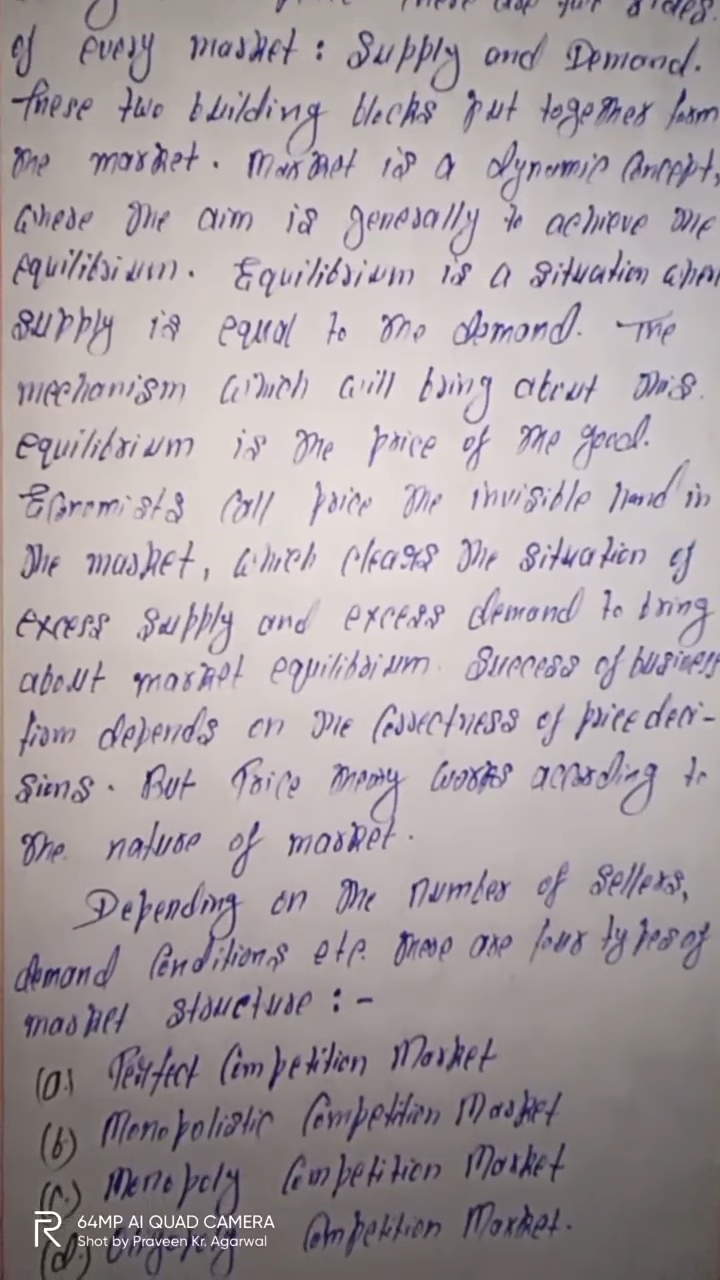 There are two sides
of every market : Supply and Demand.
These two building blocks put together form
the market. Market is a dynamic concept,
where the aim is generally to achieve the
equilibrium. Equilibrium is a situation when
supply is equal to the demand. The
mechanism which will bring about this
equilibrium is the price of the good.
Economists call price the invisible hand in
the market, which clears the situation of
excess supply and excess demand to bring
about market equilibrium. Success of business
firm depends on the correctness of price deci-
sions. But Price theory works according to
the nature of market.
Depending on the number of sellers,
demand conditions etc. there are four types of
market structure : -
(a) Perfect Competition Market
(b) Monopolistic Competition Market
(c) Monopoly Competition Market
(d) Competition Market.
64MP AI QUAD CAMERA
Shot by Praveen Kr. Agarwal